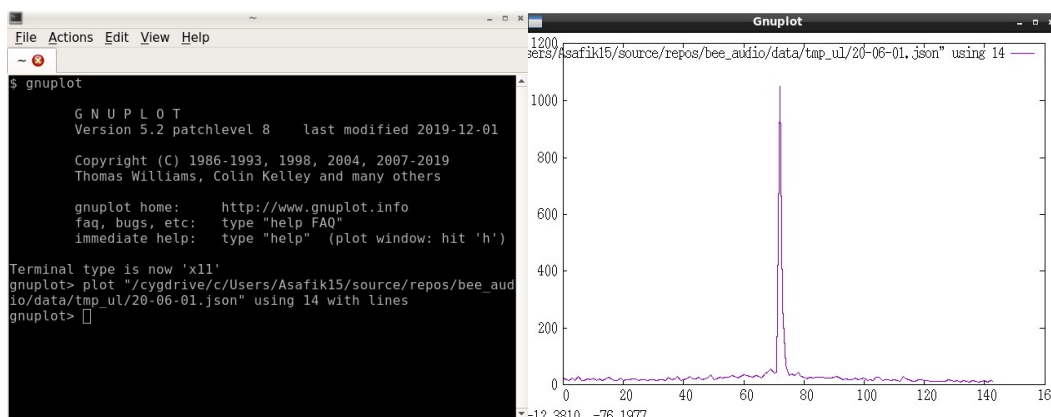 ~
File Actions Edit View Help
~
$ gnuplot
G N U P L O T
Version 5.2 patchlevel 8 last modified 2019-12-01
Copyright (C) 1986-1993, 1998, 2004, 2007-2019
Thomas Williams, Colin Kelley and many others
gnuplot home: http://www.gnuplot.info
faq, bugs, etc: type "help FAQ"
immediate help: type "help" (plot window: hit 'h')
Terminal type is now 'x11'
gnuplot> plot "/cygdrive/c/Users/Asafik15/source/repos/bee_aud
io/data/tmp_ul/20-06-01.json" using 14 with lines
gnuplot>
Gnuplot
1200
sers/Asafik15/source/repos/bee_audio/data/tmp_ul/20-06-01.json" using 14
1000
800
600
400
200
0
0 20 40 60 80 100 120 140 16
-12.3810, -76.1977